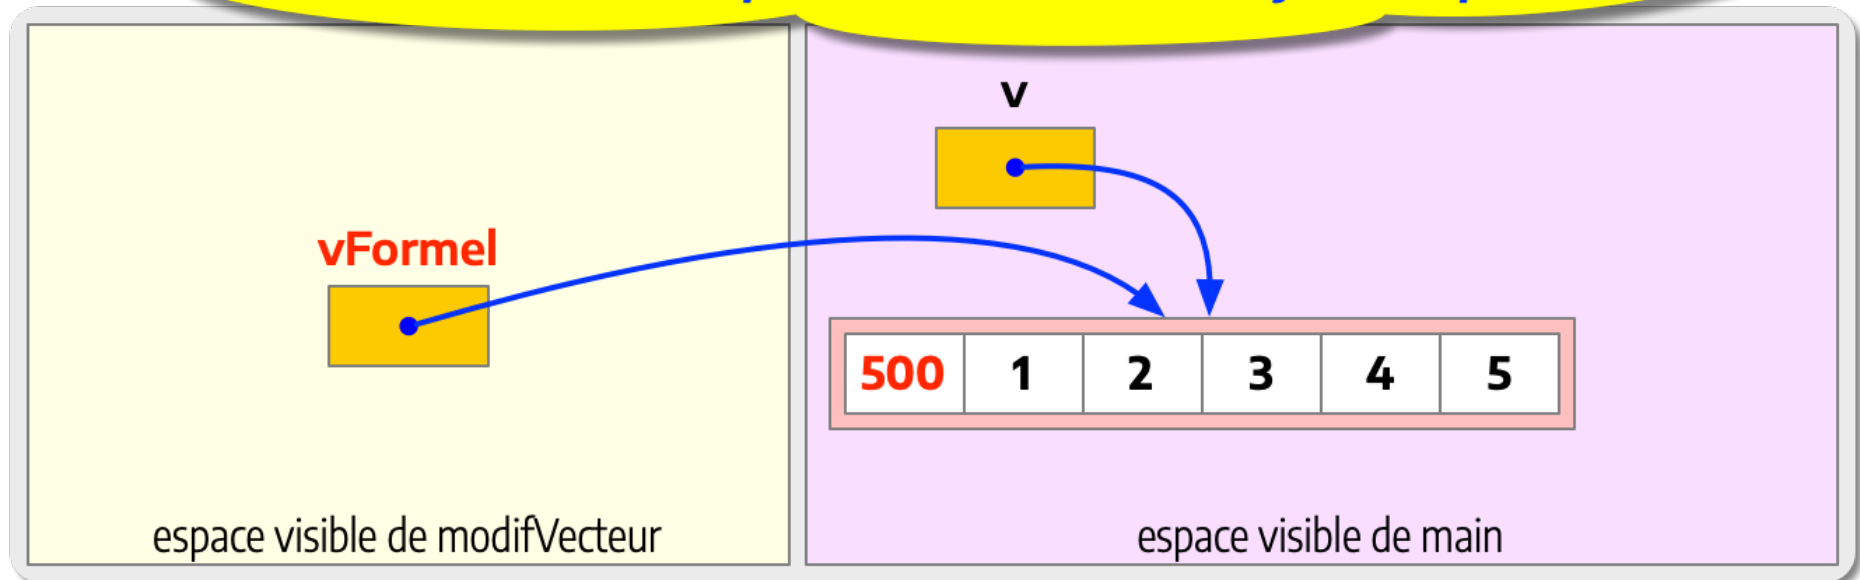 v
vFormel
500 1 2 3 4 5
espace visible de modifVecteur
espace visible de main